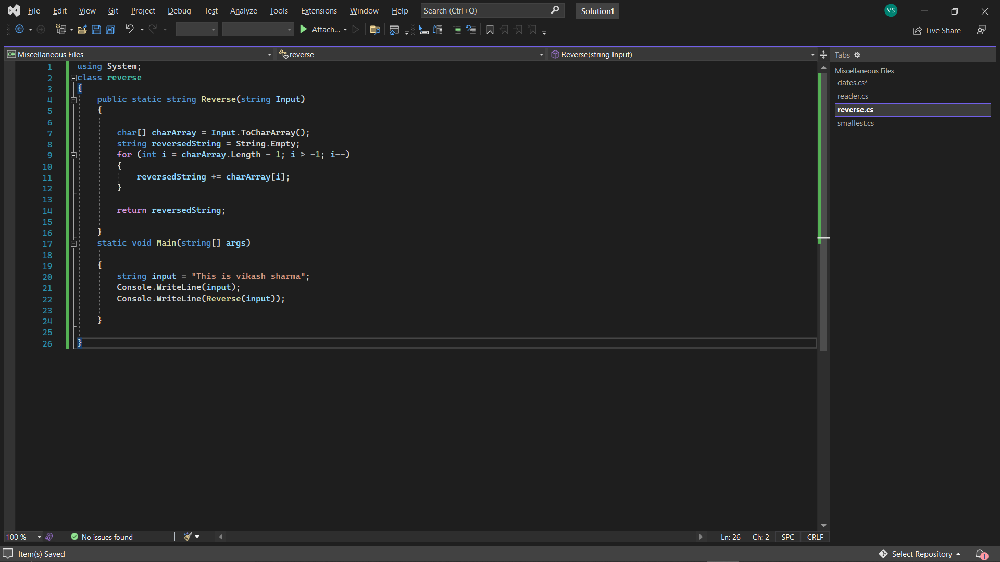 File Edit View Git Project Debug Test Analyze Tools Extensions Window Help Search (Ctrl+Q) Solution1 VS
Attach... Live Share
C# Miscellaneous Files reverse Reverse(string Input) Tabs
Miscellaneous Files
dates.cs*
reader.cs
reverse.cs
smallest.cs
1 using System;
2 class reverse
3 {
4     public static string Reverse(string Input)
5     {
6
7         char[] charArray = Input.ToCharArray();
8         string reversedString = String.Empty;
9         for (int i = charArray.Length - 1; i > -1; i--)
10         {
11             reversedString += charArray[i];
12         }
13
14         return reversedString;
15
16     }
17     static void Main(string[] args)
18
19     {
20         string input = "This is vikash sharma";
21         Console.WriteLine(input);
22         Console.WriteLine(Reverse(input));
23
24     }
25
26 }
100 % No issues found Ln: 26 Ch: 2 SPC CRLF
Item(s) Saved Select Repository 1